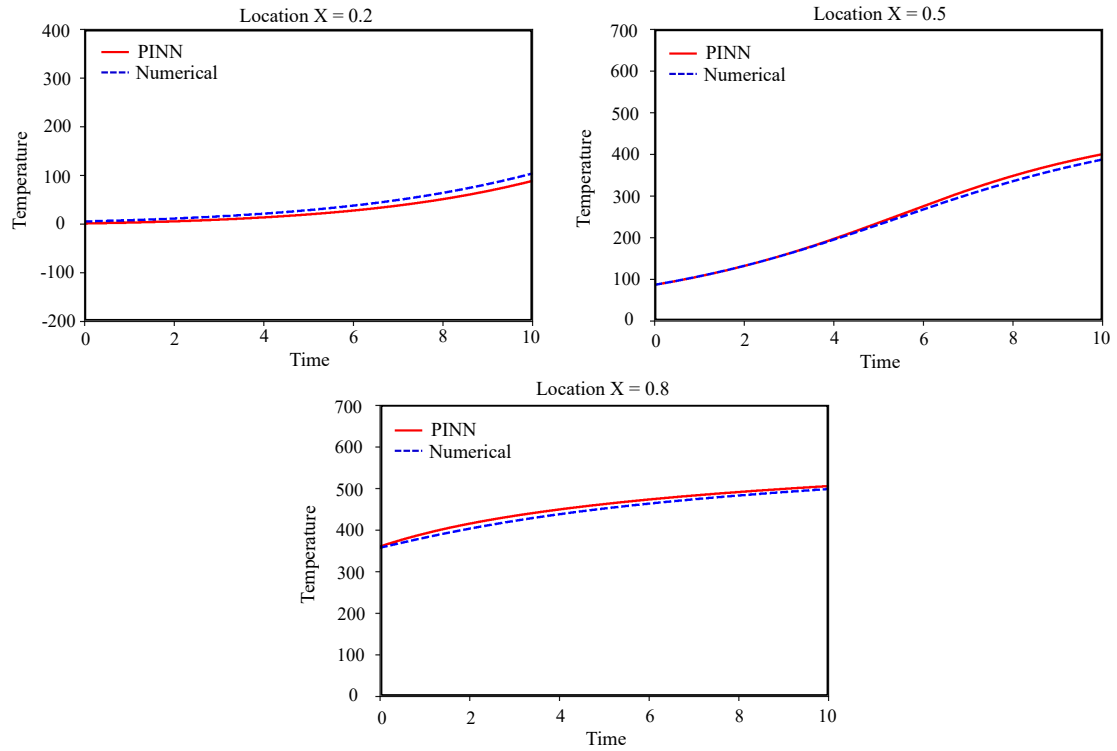 Location X = 0.2
400
300
200
100
0
-100
-200
Temperature
PINN
Numerical
0 2 4 6 8 10
Time
Location X = 0.5
700
600
500
400
300
200
100
0
Temperature
PINN
Numerical
0 2 4 6 8 10
Time
Location X = 0.8
700
600
500
400
300
200
100
0
Temperature
PINN
Numerical
0 2 4 6 8 10
Time